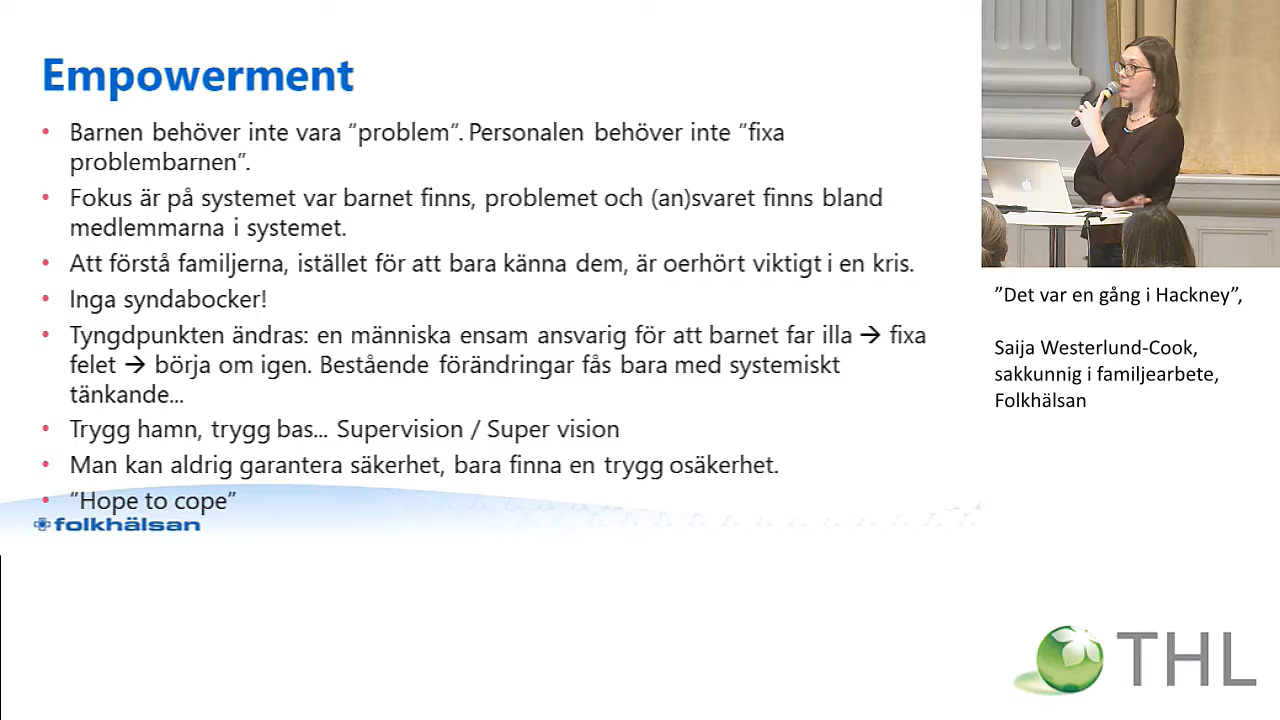 Empowerment
• Barnen behöver inte vara ”problem”. Personalen behöver inte ”fixa
problembarnen”.
• Fokus är på systemet var barnet finns, problemet och (an)svaret finns bland
medlemmarna i systemet.
• Att förstå familjerna, istället för att bara känna dem, är oerhört viktigt i en kris.
• Inga syndabocker!
• Tyngdpunkten ändras: en människa ensam ansvarig för att barnet far illa → fixa
felet → börja om igen. Bestående förändringar fås bara med systemiskt
tänkande...
• Trygg hamn, trygg bas... Supervision / Super vision
• Man kan aldrig garantera säkerhet, bara finna en trygg osäkerhet.
• ”Hope to cope”
folkhälsan
”Det var en gång i Hackney”,
Saija Westerlund-Cook,
sakkunnig i familjearbete,
Folkhälsan
THL